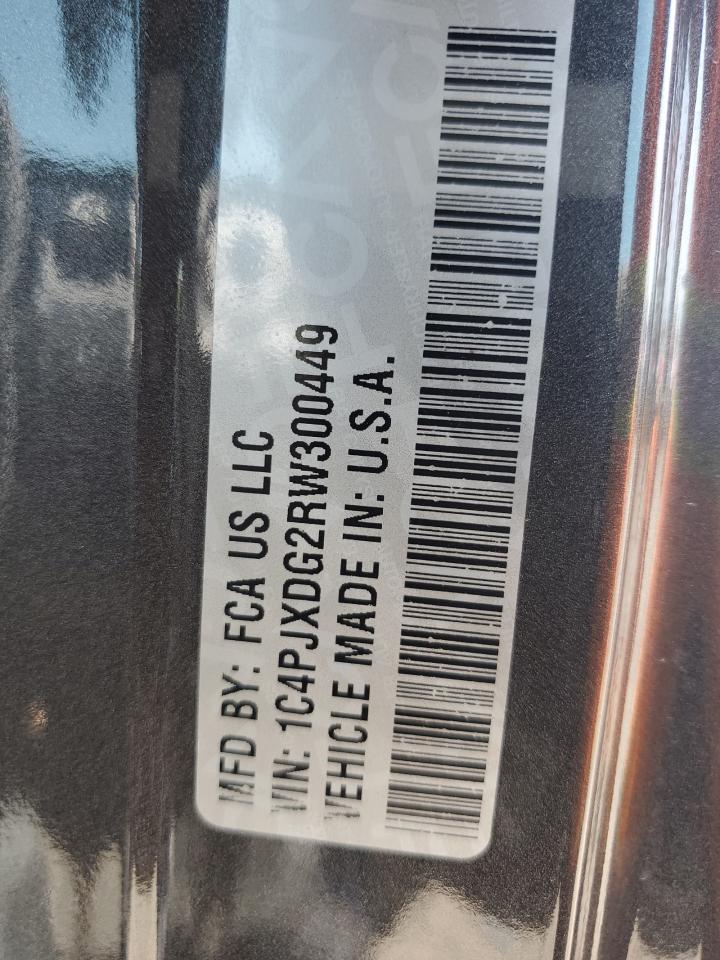 MFD BY: FCA US LLC
VIN: 1C4PJXDG2RW300449
VEHICLE MADE IN: U.S.A.